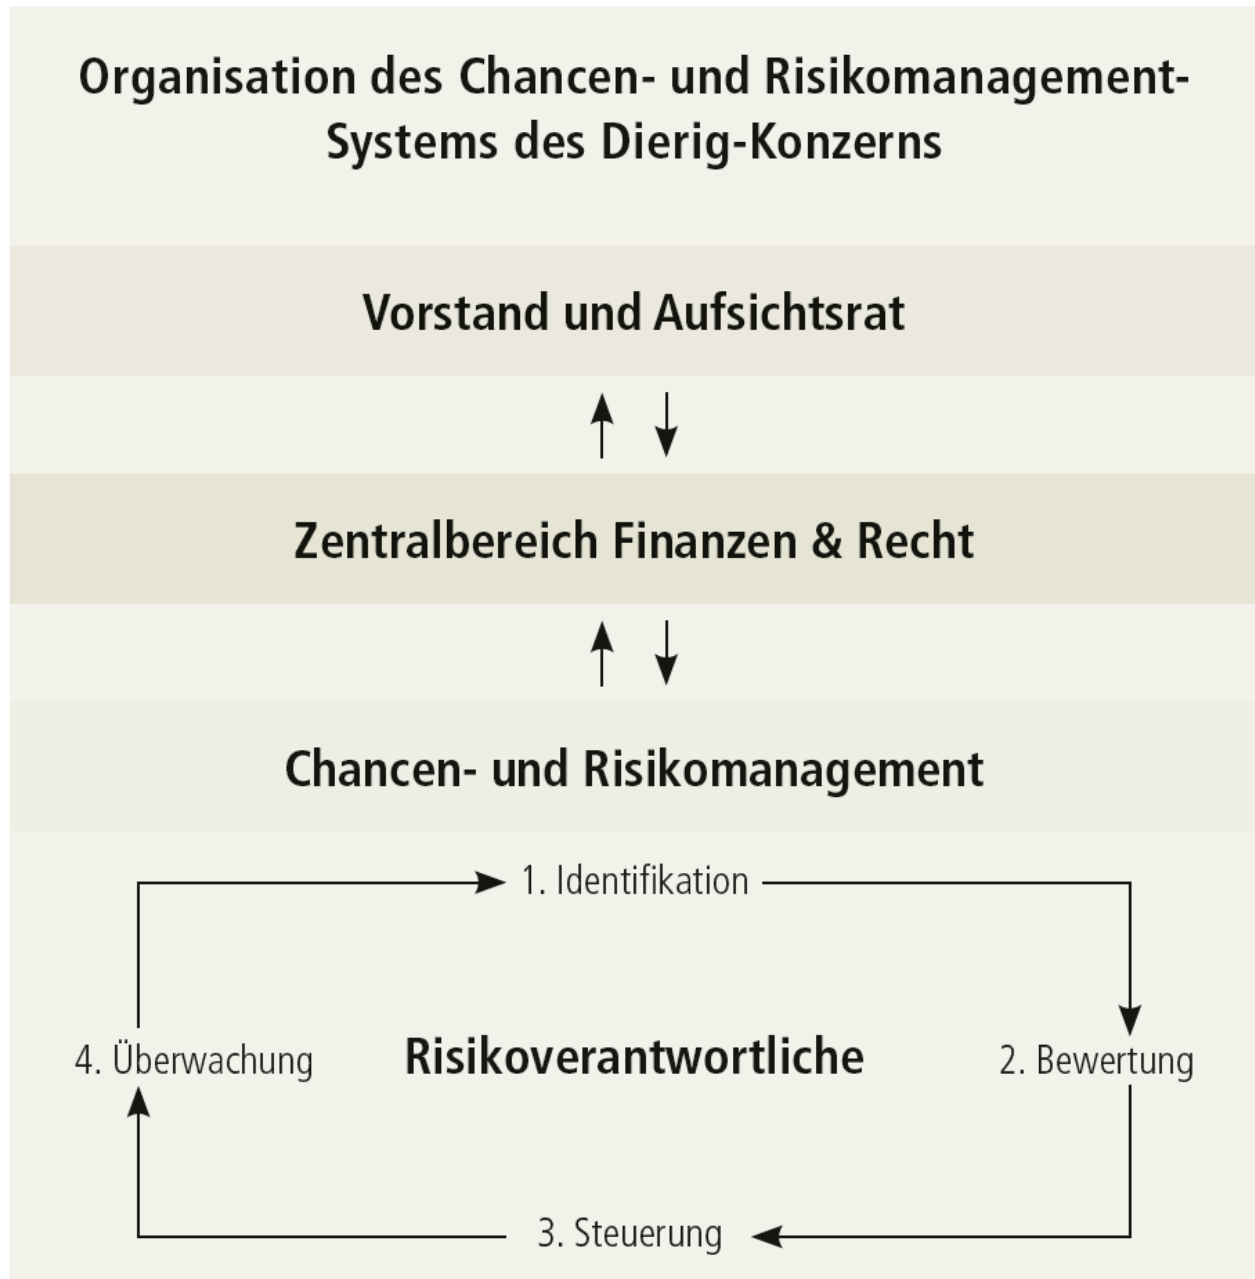 Organisation des Chancen- und Risikomanagement-
Systems des Dierig-Konzerns
Vorstand und Aufsichtsrat
Zentralbereich Finanzen & Recht
Chancen- und Risikomanagement
1. Identifikation
4. Überwachung
Risikoverantwortliche
2. Bewertung
3. Steuerung